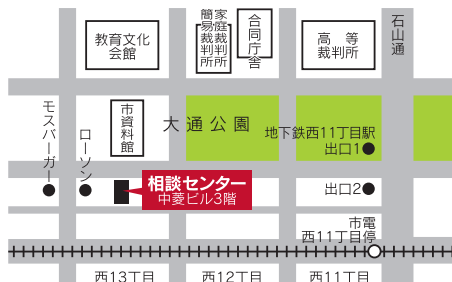 教育文化
会館
簡易裁判所
家庭裁判所
合同庁舎
高 等
裁判所
石山通
モスバーガー
ローソン
市資料館
大通公園
地下鉄西11丁目駅
出口1
相談センター
中菱ビル3階
出口2
市電
西11丁目停
西13丁目
西12丁目
西11丁目